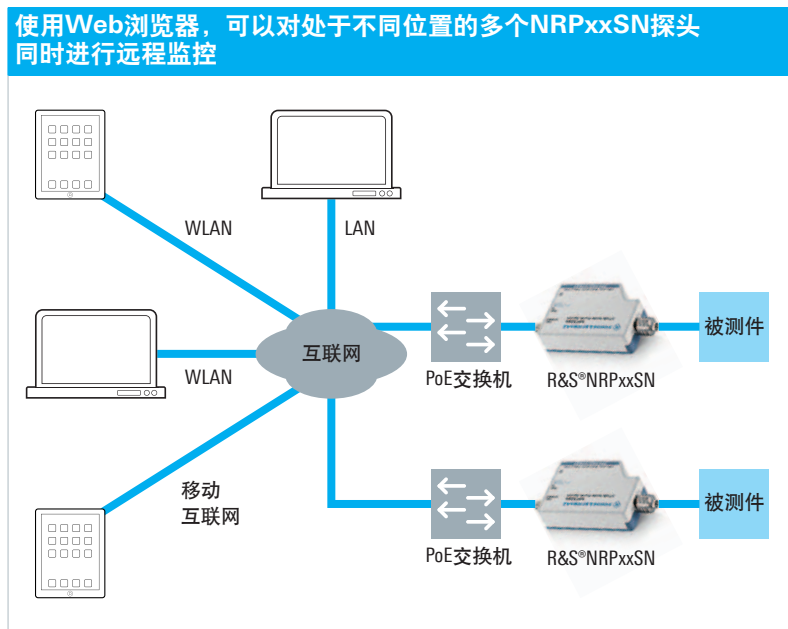 使用Web浏览器，可以对处于不同位置的多个NRPxxSN探头
同时进行远程监控
WLAN
LAN
互联网
被测件
WLAN
PoE交换机
R&S®NRPxxSN
移动
互联网
被测件
PoE交换机
R&S®NRPxxSN